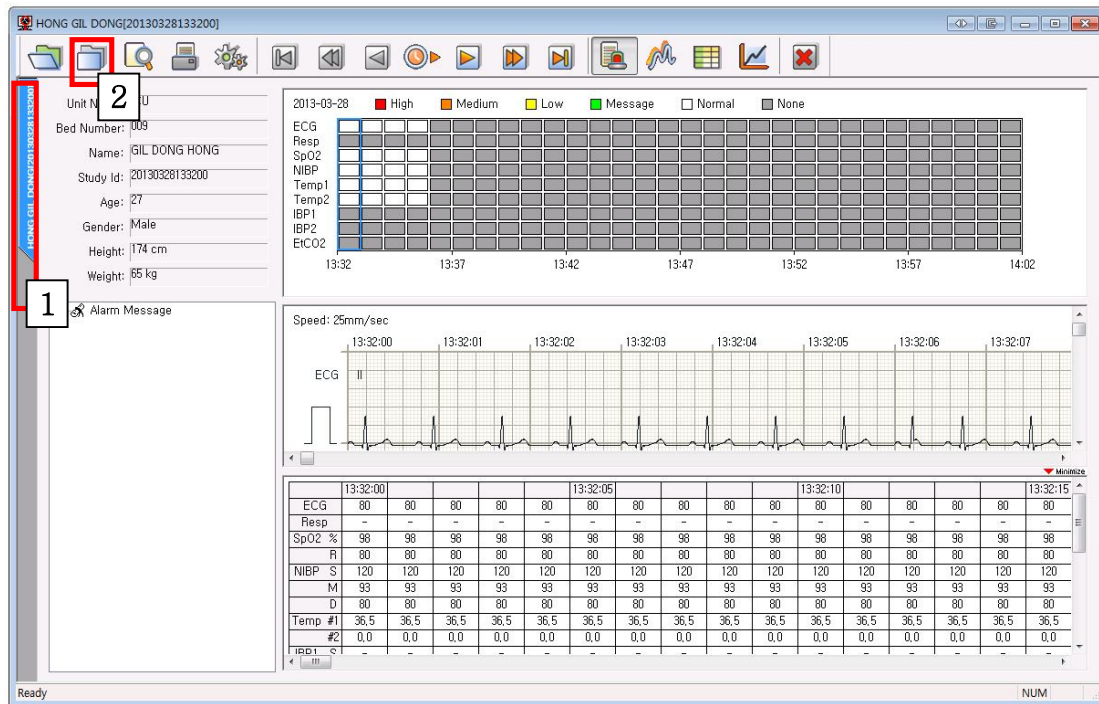 HONG GIL DONG[20130328133200]
2
1
HONG GIL DONG[20130328133200]
Bed Number: 009
Name: GIL DONG HONG
Study Id: 20130328133200
Age: 27
Gender: Male
Height: 174 cm
Weight: 65 kg
Alarm Message
2013-03-28 High Medium Low Message Normal None
ECG
Resp
SpO2
NIBP
Temp1
Temp2
IBP1
IBP2
EtCO2
13:32 13:37 13:42 13:47 13:52 13:57 14:02
Speed: 25mm/sec
13:32:00 13:32:01 13:32:02 13:32:03 13:32:04 13:32:05 13:32:06 13:32:07
ECG II
Minimize
13:32:00 13:32:05 13:32:10 13:32:15
ECG 80 80 80 80 80 80 80 80 80 80 80 80 80 80 80 80
Resp - - - - - - - - - - - - - - - -
SpO2 % 98 98 98 98 98 98 98 98 98 98 98 98 98 98 98 98
R 80 80 80 80 80 80 80 80 80 80 80 80 80 80 80 80
NIBP S 120 120 120 120 120 120 120 120 120 120 120 120 120 120 120 120
M 93 93 93 93 93 93 93 93 93 93 93 93 93 93 93 93
D 80 80 80 80 80 80 80 80 80 80 80 80 80 80 80 80
Temp #1 36,5 36,5 36,5 36,5 36,5 36,5 36,5 36,5 36,5 36,5 36,5 36,5 36,5 36,5 36,5 36,5
#2 0,0 0,0 0,0 0,0 0,0 0,0 0,0 0,0 0,0 0,0 0,0 0,0 0,0 0,0 0,0 0,0
IBP1 S - - - - - - - - - - - - - - - -
Ready NUM